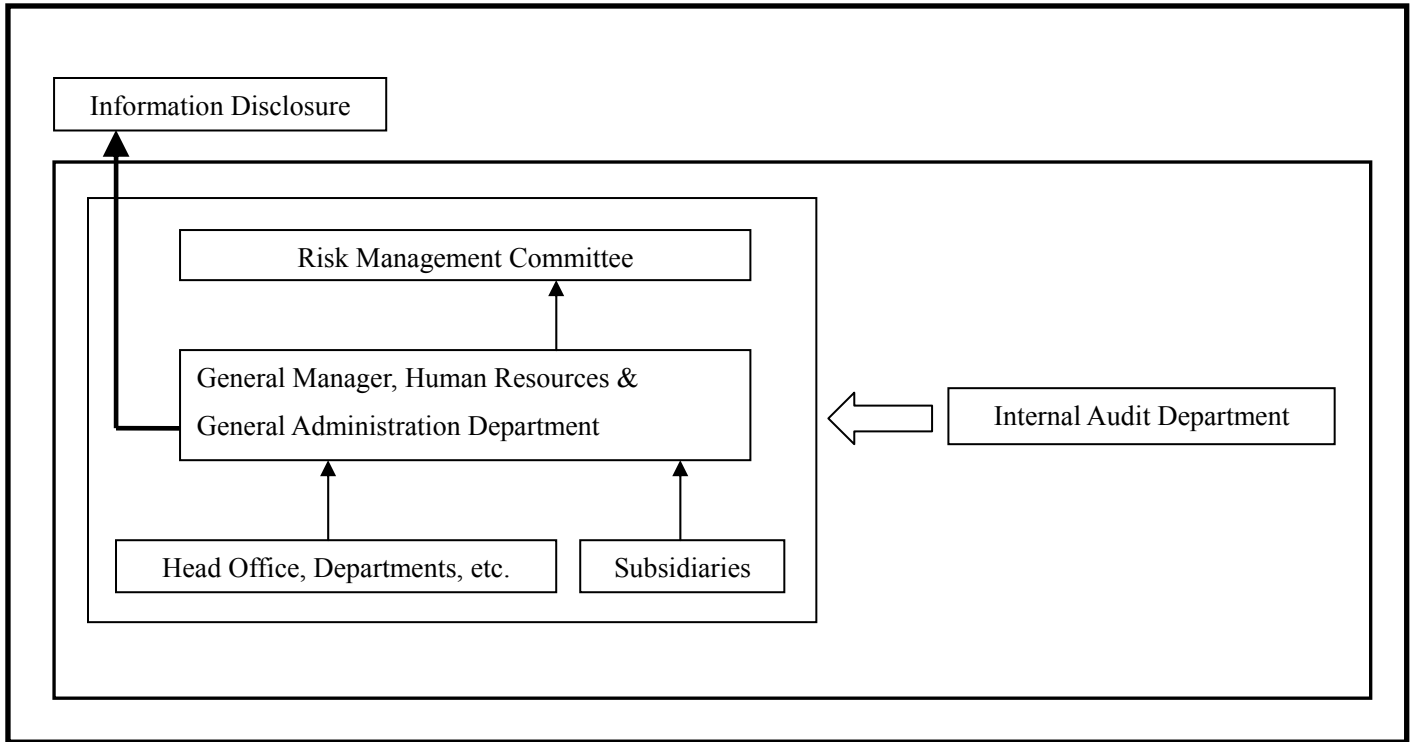 Information Disclosure
Risk Management Committee
General Manager, Human Resources &
General Administration Department
Internal Audit Department
Head Office, Departments, etc.
Subsidiaries